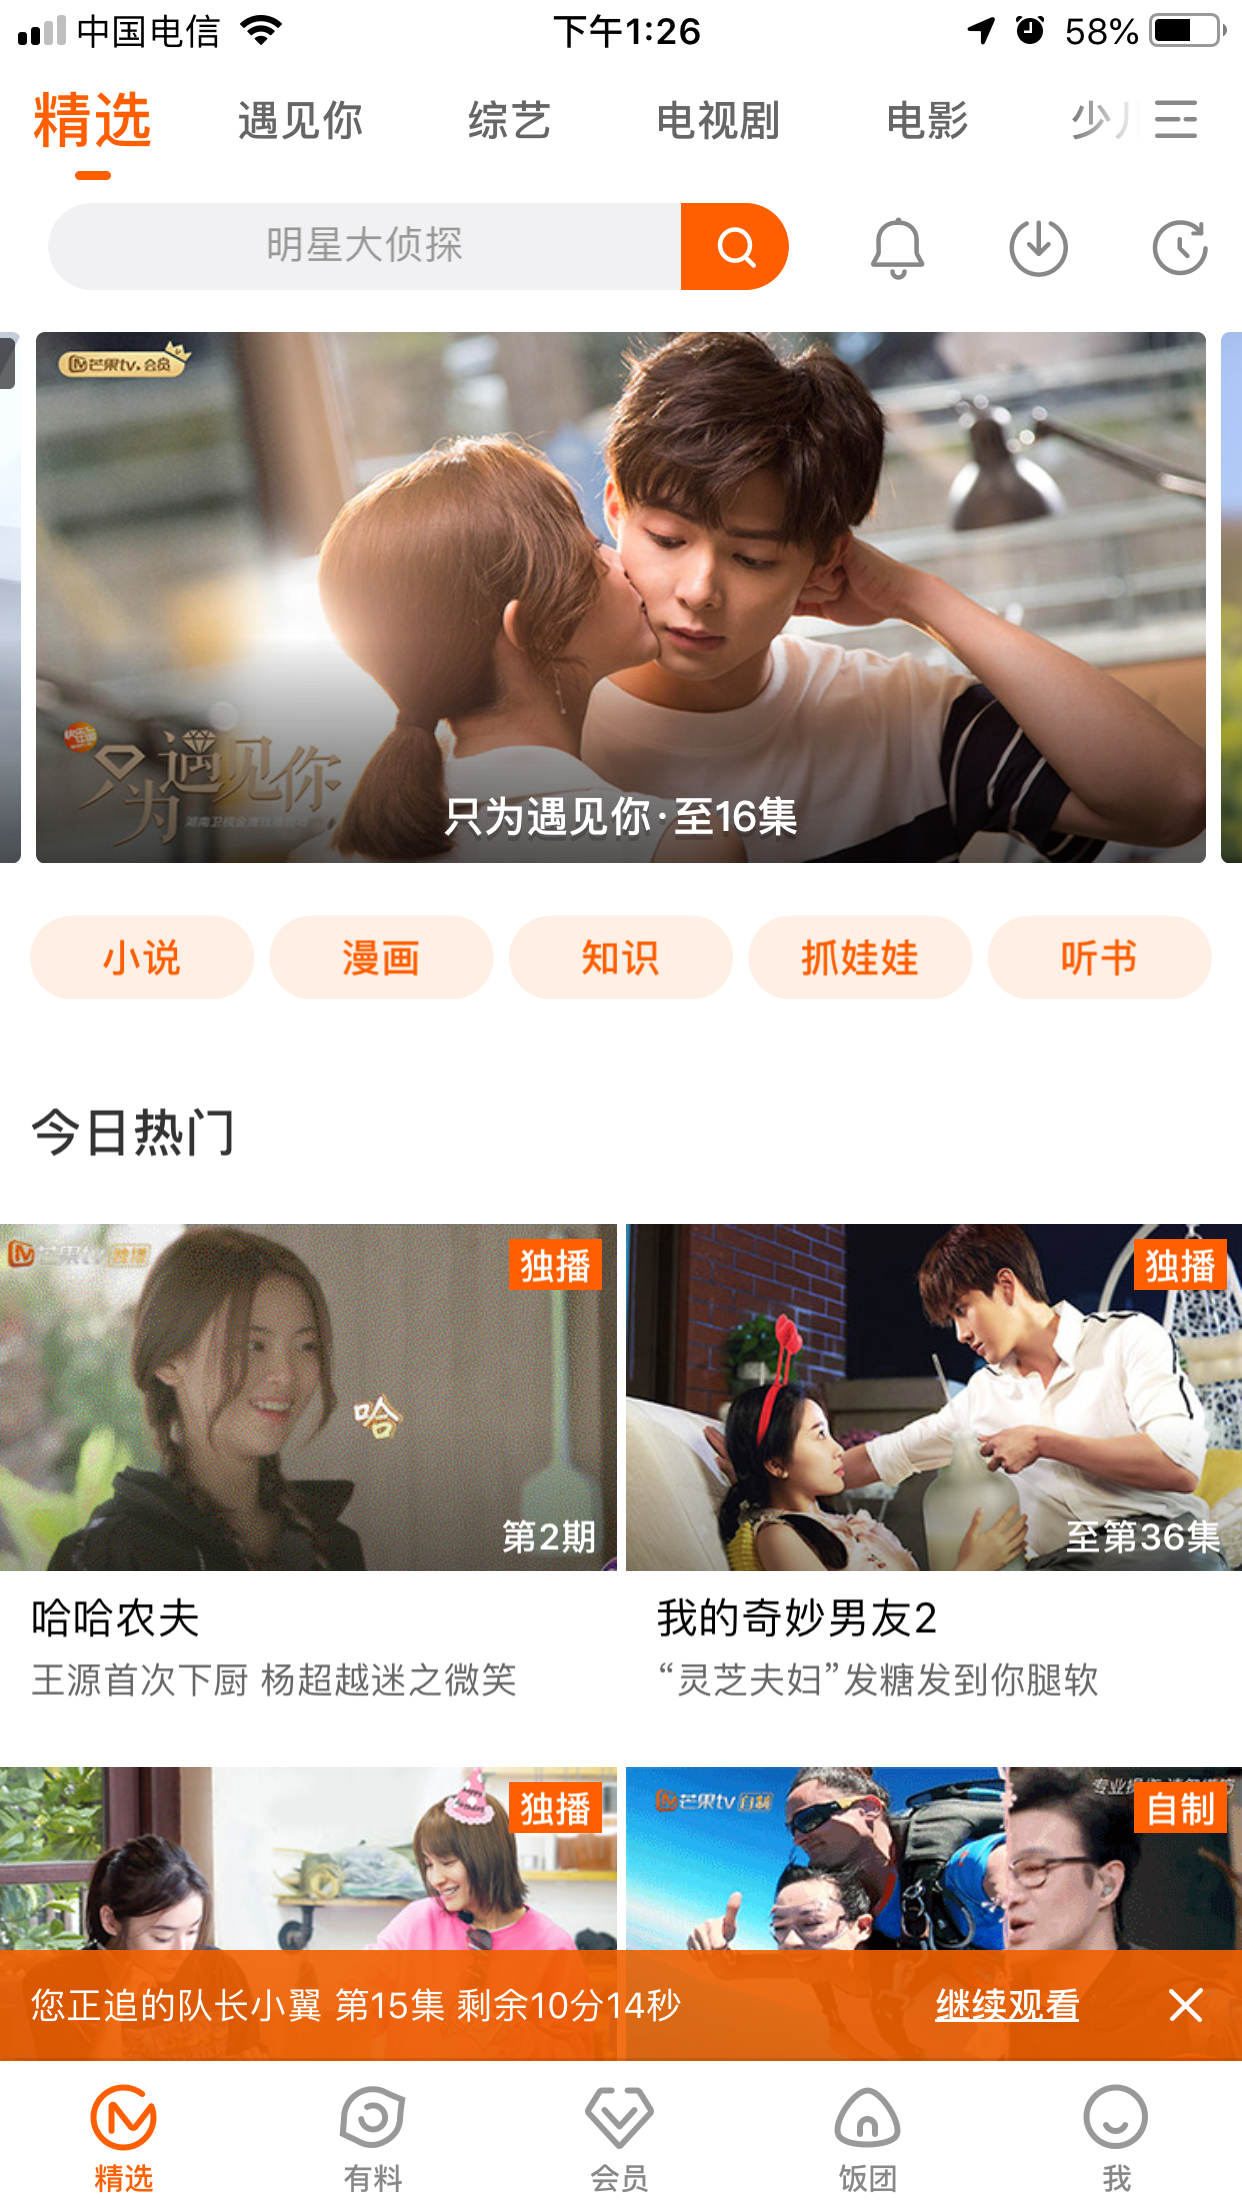 中国电信
下午1:26
58%
精选 遇见你 综艺 电视剧 电影 少儿
明星大侦探
芒果tv·会员
只为遇见你
只为遇见你·至16集
小说 漫画 知识 抓娃娃 听书
今日热门
芒果tv独播
独播
哈
第2期
独播
至第36集
哈哈农夫
王源首次下厨 杨超越迷之微笑
我的奇妙男友2
“灵芝夫妇”发糖发到你腿软
独播
芒果tv自制
自制
您正追的队长小翼 第15集 剩余10分14秒
继续观看
精选 有料 会员 饭团 我